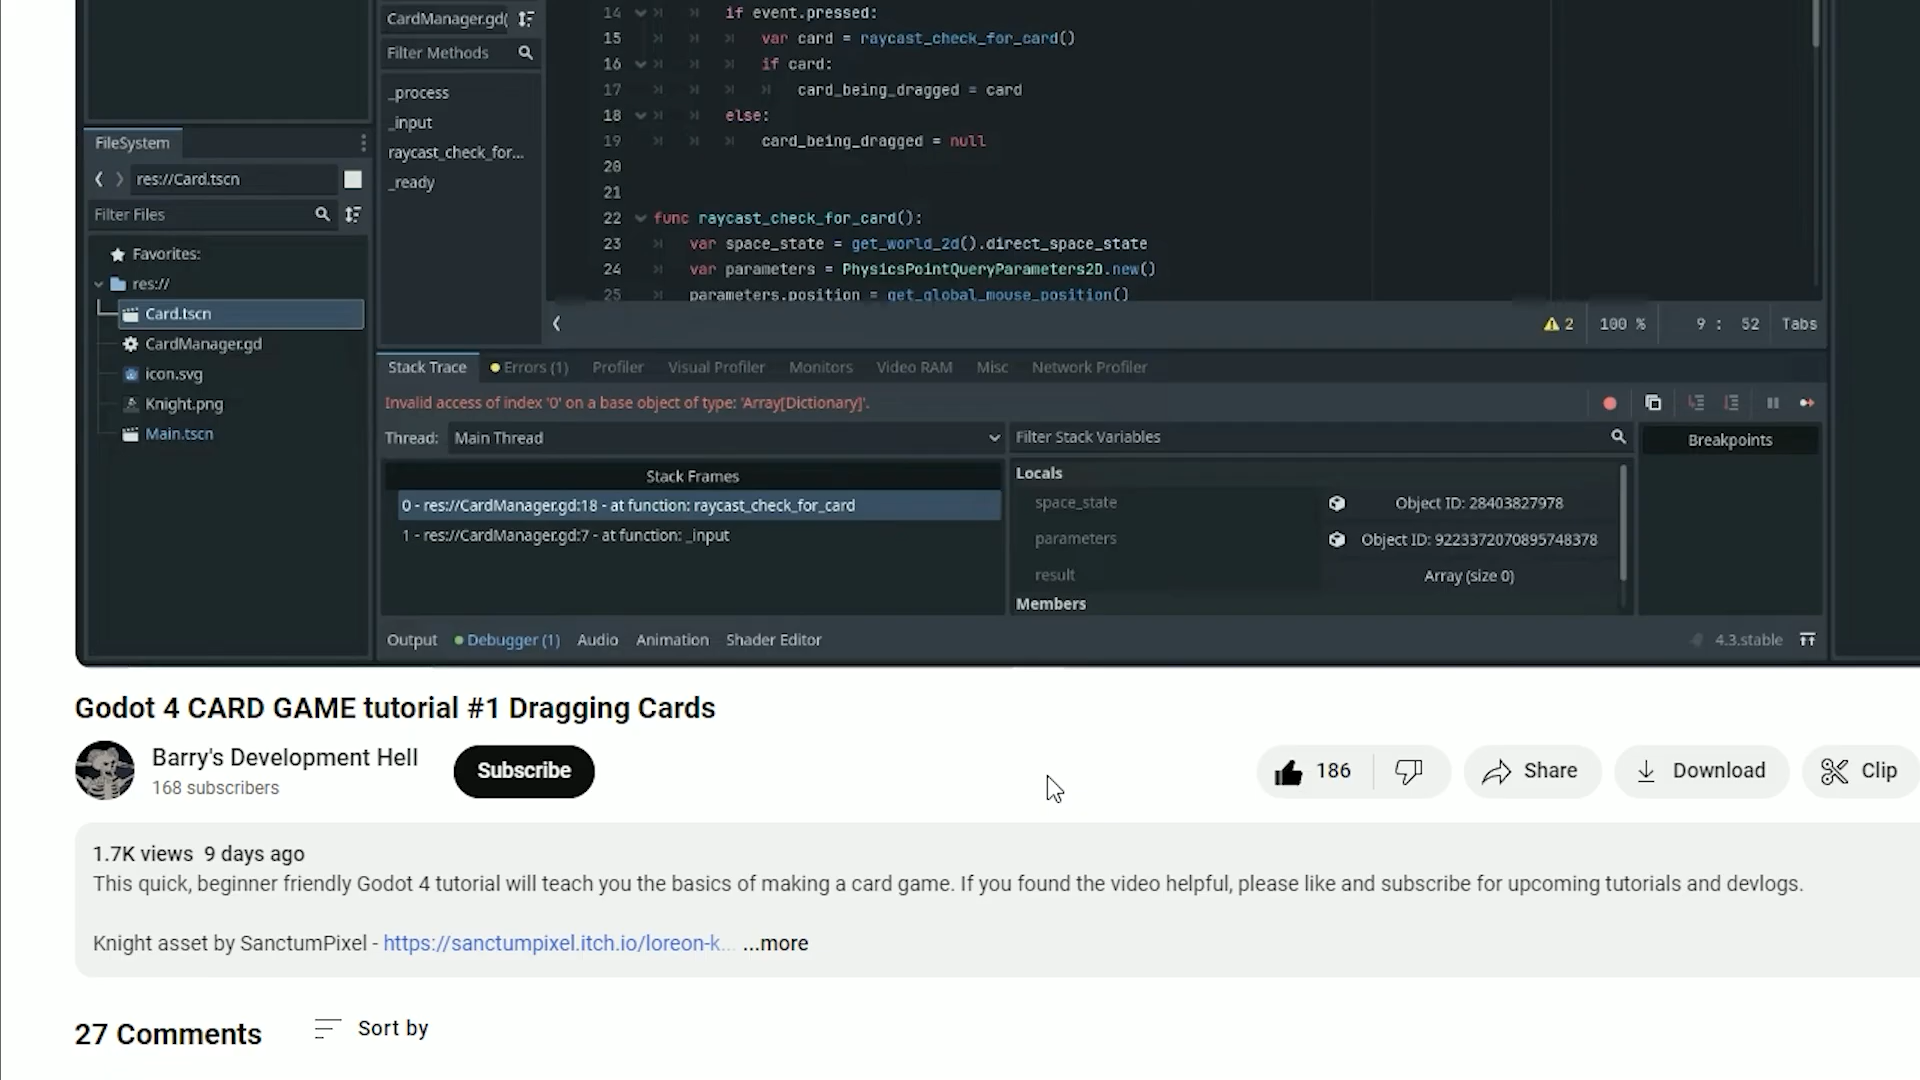 CardManager.gd(
Filter Methods
_process
_input
raycast_check_for...
_ready
14 if event.pressed:
15 var card = raycast_check_for_card()
16 if card:
17 card_being_dragged = card
18 else:
19 card_being_dragged = null
20
21
22 func raycast_check_for_card():
23 var space_state = get_world_2d().direct_space_state
24 var parameters = PhysicsPointQueryParameters2D.new()
25 parameters.position = get_global_mouse_position()
2 100 % 9 : 52 Tabs
FileSystem
res://Card.tscn
Filter Files
Favorites:
res://
Card.tscn
CardManager.gd
icon.svg
Knight.png
Main.tscn
Stack Trace Errors (1) Profiler Visual Profiler Monitors Video RAM Misc Network Profiler
Invalid access of index '0' on a base object of type: 'Array[Dictionary]'.
Thread: Main Thread
Stack Frames
0 - res://CardManager.gd:18 - at function: raycast_check_for_card
1 - res://CardManager.gd:7 - at function: _input
Filter Stack Variables
Locals
space_state Object ID: 28403827978
parameters Object ID: 9223372070895748378
result Array (size 0)
Members
Breakpoints
Output Debugger (1) Audio Animation Shader Editor 4.3.stable
Godot 4 CARD GAME tutorial #1 Dragging Cards
Barry's Development Hell
168 subscribers
Subscribe
186 Share Download Clip
1.7K views 9 days ago
This quick, beginner friendly Godot 4 tutorial will teach you the basics of making a card game. If you found the video helpful, please like and subscribe for upcoming tutorials and devlogs.
Knight asset by SanctumPixel - https://sanctumpixel.itch.io/loreon-k... ...more
27 Comments Sort by